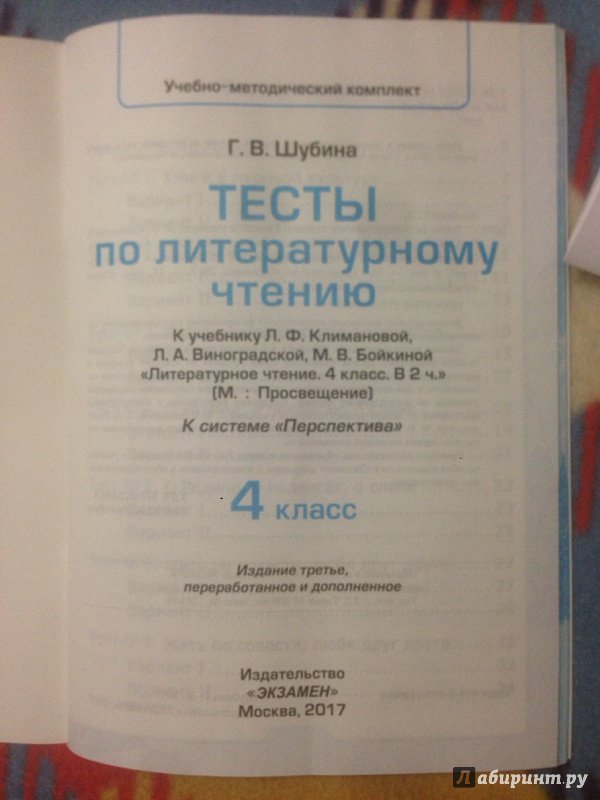 Учебно-методический комплект
Г. В. Шубина
ТЕСТЫ
по литературному
чтению
К учебнику Л. Ф. Климановой,
Л. А. Виноградской, М. В. Бойкиной
«Литературное чтение. 4 класс. В 2 ч.»
(М. : Просвещение)
К системе «Перспектива»
4 класс
Издание третье,
переработанное и дополненное
Издательство
«ЭКЗАМЕН»
Москва, 2017
Лабиринт.ру